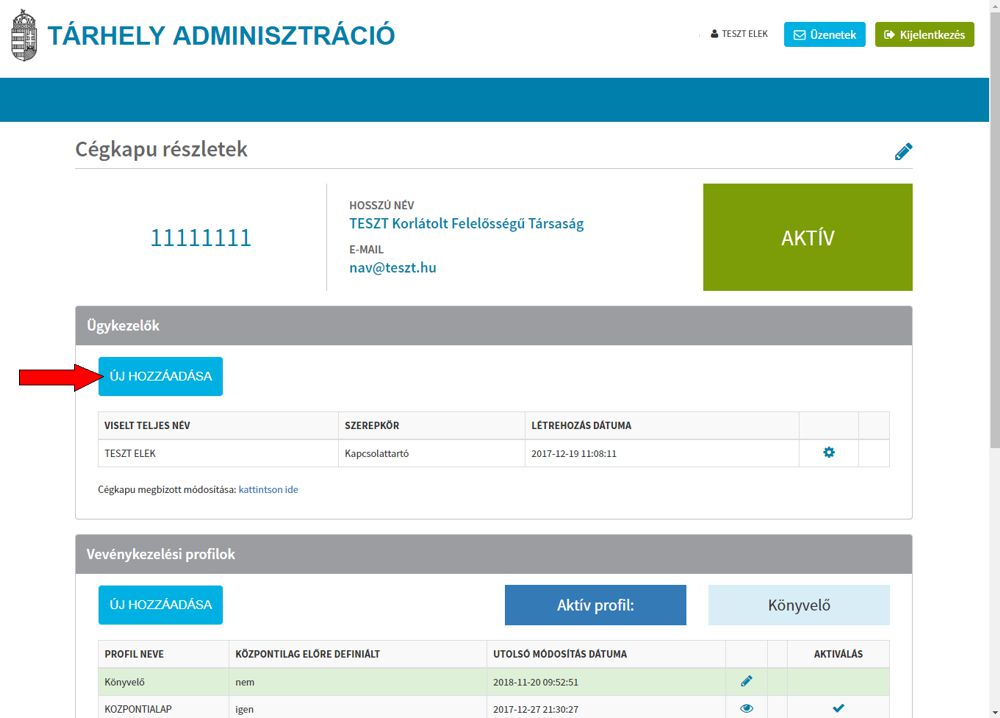 TÁRHELY ADMINISZTRÁCIÓ
TESZT ELEK
Üzenetek
Kijelentkezés
Cégkapu részletek
11111111
HOSSZÚ NÉV
TESZT Korlátolt Felelősségű Társaság
E-MAIL
nav@teszt.hu
AKTÍV
Ügykezelők
ÚJ HOZZÁADÁSA
VISELT TELJES NÉV SZEREPKÖR LÉTREHOZÁS DÁTUMA
TESZT ELEK Kapcsolattartó 2017-12-19 11:08:11
Cégkapu megbízott módosítása: kattintson ide
Vevénykezelési profilok
ÚJ HOZZÁADÁSA Aktív profil: Könyvelő
PROFIL NEVE KÖZPONTILAG ELŐRE DEFINIÁLT UTOLSÓ MÓDOSÍTÁS DÁTUMA AKTIVÁLÁS
Könyvelő nem 2018-11-20 09:52:51
KOZPONTIALAP igen 2017-12-27 21:30:27